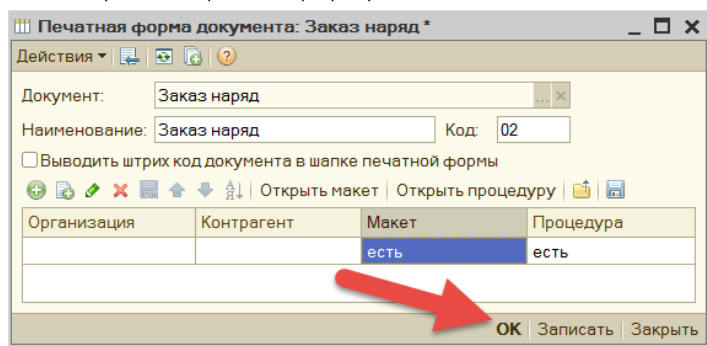 Печатная форма документа: Заказ наряд *
Действия
Документ: Заказ наряд ... ×
Наименование: Заказ наряд Код: 02
Выводить штрих код документа в шапке печатной формы
Открыть макет Открыть процедуру
Организация Контрагент Макет Процедура
есть есть
OK Записать Закрыть